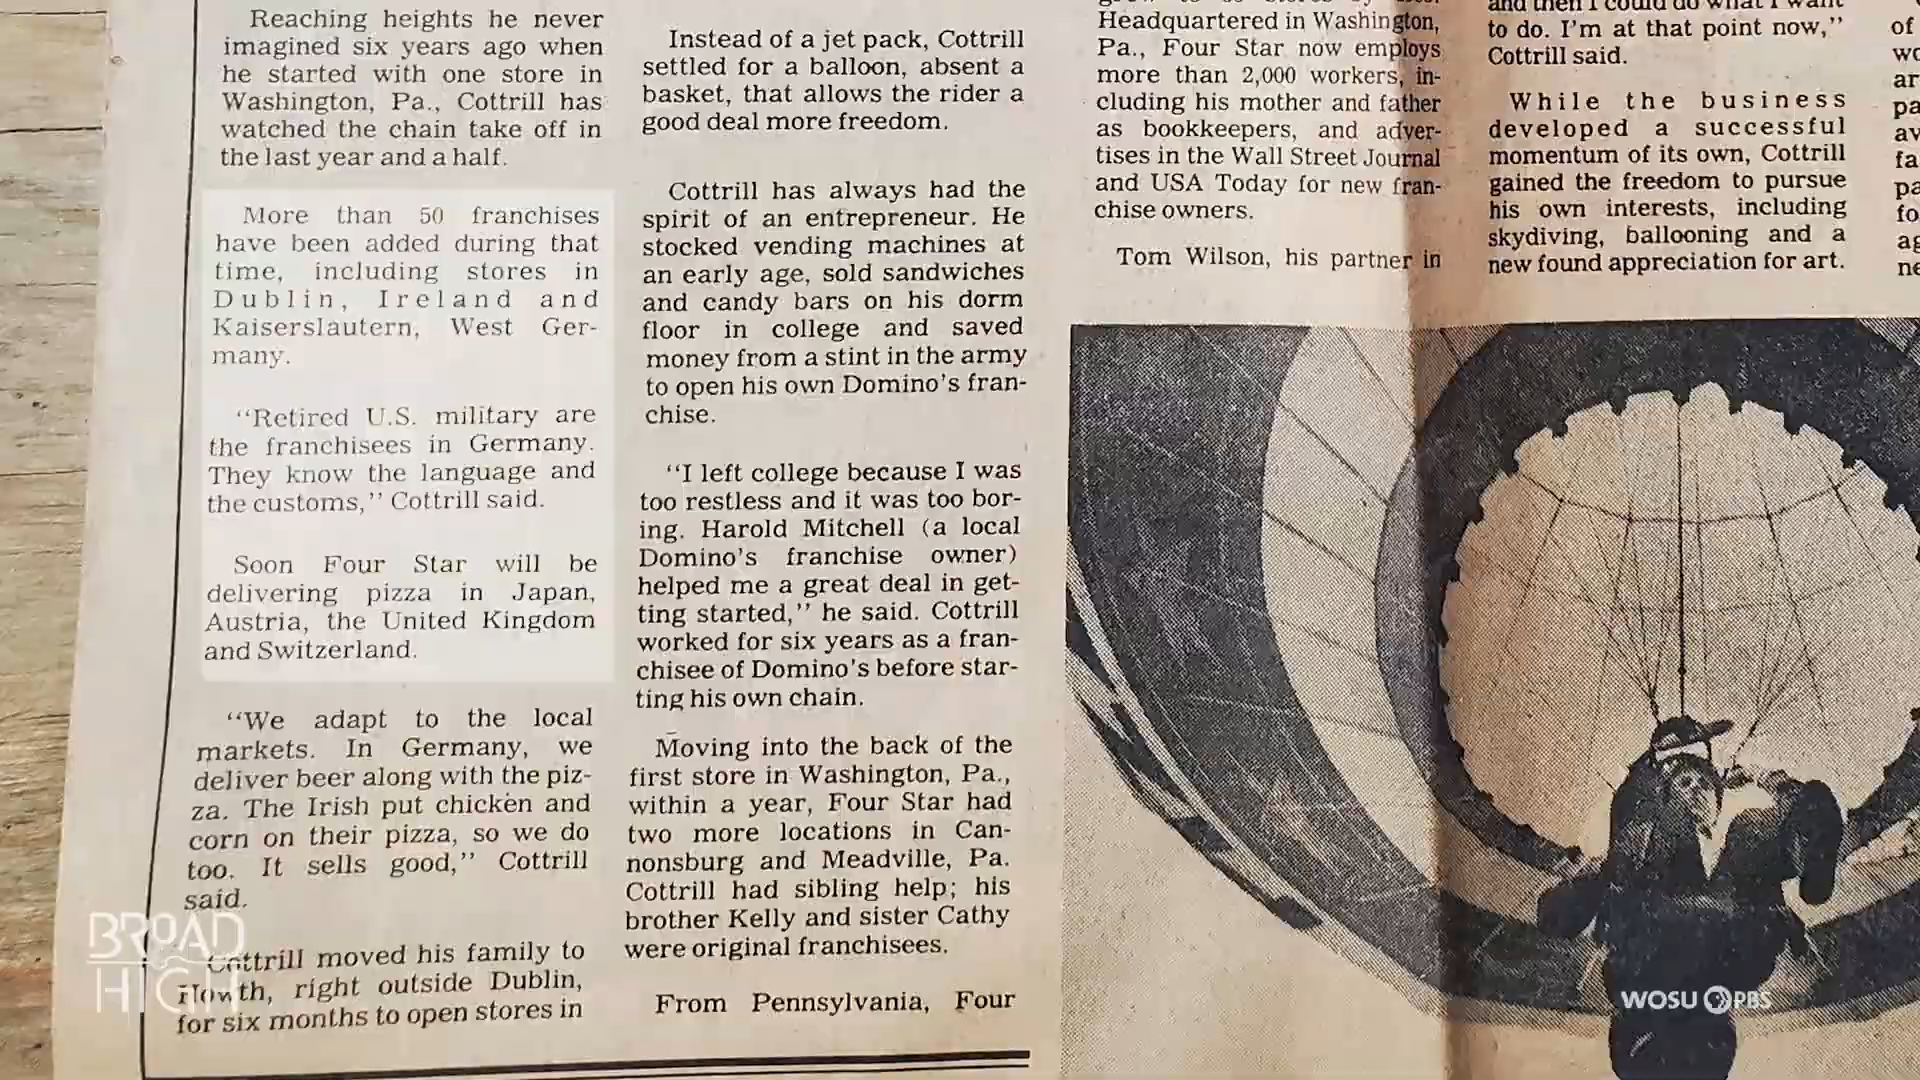 Reaching heights he never
imagined six years ago when
he started with one store in
Washington, Pa., Cottrill has
watched the chain take off in
the last year and a half.
More than 50 franchises
have been added during that
time, including stores in
Dublin, Ireland and
Kaiserslautern, West Ger-
many.
"Retired U.S. military are
the franchisees in Germany.
They know the language and
the customs," Cottrill said.
Soon Four Star will be
delivering pizza in Japan,
Austria, the United Kingdom
and Switzerland.
"We adapt to the local
markets. In Germany, we
deliver beer along with the piz-
za. The Irish put chicken and
corn on their pizza, so we do
too. It sells good," Cottrill
said.
Cottrill moved his family to
Howth, right outside Dublin,
for six months to open stores in
Instead of a jet pack, Cottrill
settled for a balloon, absent a
basket, that allows the rider a
good deal more freedom.
Cottrill has always had the
spirit of an entrepreneur. He
stocked vending machines at
an early age, sold sandwiches
and candy bars on his dorm
floor in college and saved
money from a stint in the army
to open his own Domino's fran-
chise.
"I left college because I was
too restless and it was too bor-
ing. Harold Mitchell (a local
Domino's franchise owner)
helped me a great deal in get-
ting started," he said. Cottrill
worked for six years as a fran-
chisee of Domino's before star-
ting his own chain.
Moving into the back of the
first store in Washington, Pa.,
within a year, Four Star had
two more locations in Can-
nonsburg and Meadville, Pa.
Cottrill had sibling help; his
brother Kelly and sister Cathy
were original franchisees.
From Pennsylvania, Four
Headquartered in Washington,
Pa., Four Star now employs
more than 2,000 workers, in-
cluding his mother and father
as bookkeepers, and adver-
tises in the Wall Street Journal
and USA Today for new fran-
chise owners.
Tom Wilson, his partner in
and then I could do what I want
to do. I'm at that point now,"
Cottrill said.
While the business
developed a successful
momentum of its own, Cottrill
gained the freedom to pursue
his own interests, including
skydiving, ballooning and a
new found appreciation for art.
of
BROAD
HIGH
WOSU PBS